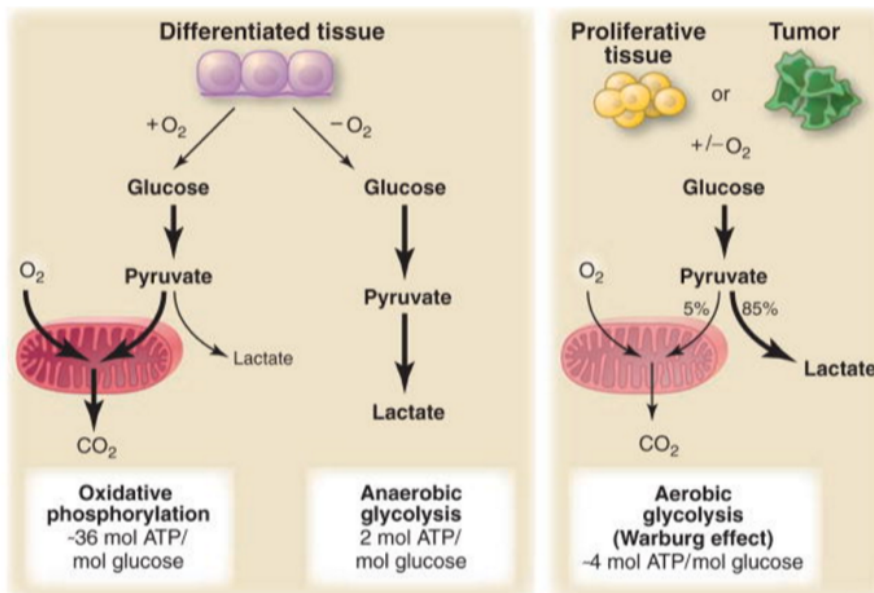 Differentiated tissue
+O2
−O2
Glucose
O2
Pyruvate
Lactate
CO2
Oxidative
phosphorylation
~36 mol ATP/
mol glucose
Glucose
Pyruvate
Lactate
Anaerobic
glycolysis
2 mol ATP/
mol glucose
Proliferative
tissue
or
Tumor
+/−O2
Glucose
O2
Pyruvate
5%
85%
Lactate
CO2
Aerobic
glycolysis
(Warburg effect)
~4 mol ATP/mol glucose